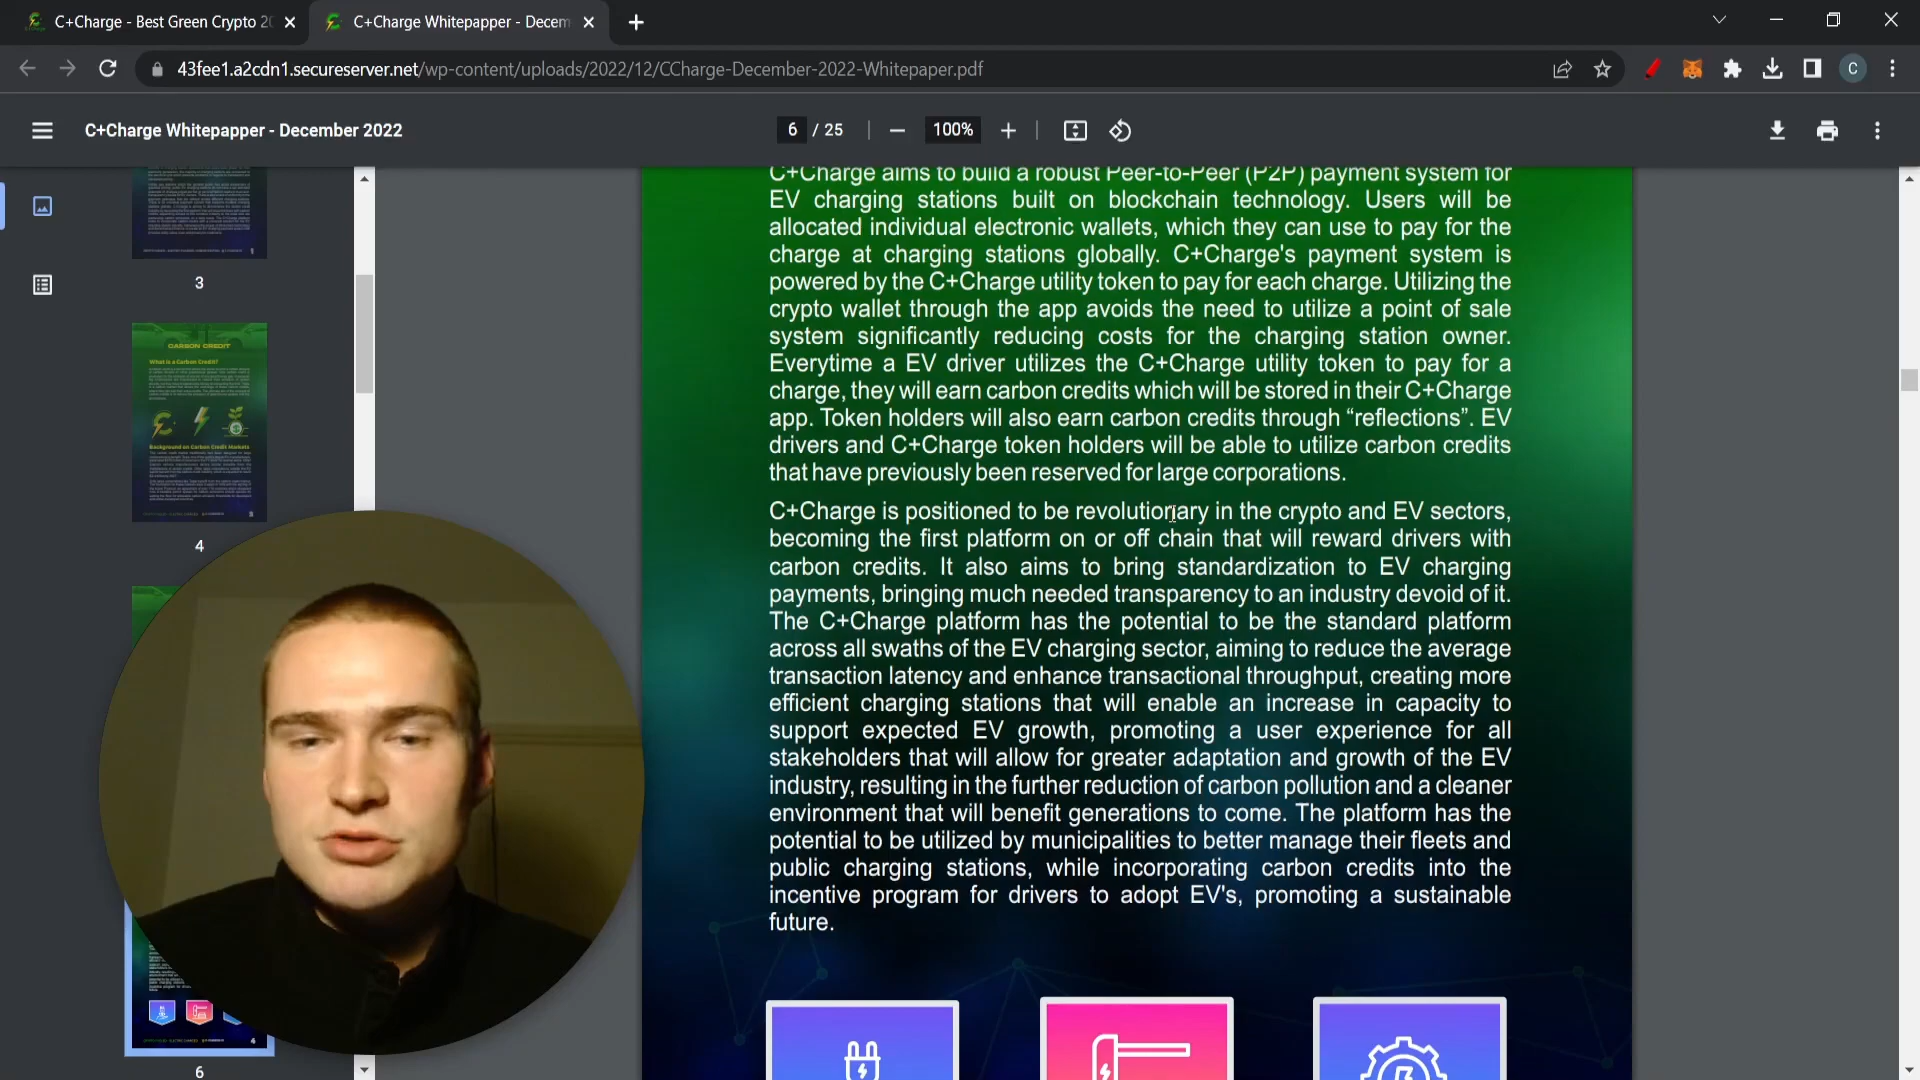 C+Charge - Best Green Crypto 20
C+Charge Whitepapper - Decem
43fee1.a2cdn1.secureserver.net/wp-content/uploads/2022/12/CCharge-December-2022-Whitepaper.pdf
C
C+Charge Whitepapper - December 2022
6 / 25
100%
3
CARBON CREDIT
What is a Carbon Credit?
Background on Carbon Credit Markets
4
6
C+Charge aims to build a robust Peer-to-Peer (P2P) payment system for
EV charging stations built on blockchain technology. Users will be
allocated individual electronic wallets, which they can use to pay for the
charge at charging stations globally. C+Charge's payment system is
powered by the C+Charge utility token to pay for each charge. Utilizing the
crypto wallet through the app avoids the need to utilize a point of sale
system significantly reducing costs for the charging station owner.
Everytime a EV driver utilizes the C+Charge utility token to pay for a
charge, they will earn carbon credits which will be stored in their C+Charge
app. Token holders will also earn carbon credits through “reflections”. EV
drivers and C+Charge token holders will be able to utilize carbon credits
that have previously been reserved for large corporations.
C+Charge is positioned to be revolutionary in the crypto and EV sectors,
becoming the first platform on or off chain that will reward drivers with
carbon credits. It also aims to bring standardization to EV charging
payments, bringing much needed transparency to an industry devoid of it.
The C+Charge platform has the potential to be the standard platform
across all swaths of the EV charging sector, aiming to reduce the average
transaction latency and enhance transactional throughput, creating more
efficient charging stations that will enable an increase in capacity to
support expected EV growth, promoting a user experience for all
stakeholders that will allow for greater adaptation and growth of the EV
industry, resulting in the further reduction of carbon pollution and a cleaner
environment that will benefit generations to come. The platform has the
potential to be utilized by municipalities to better manage their fleets and
public charging stations, while incorporating carbon credits into the
incentive program for drivers to adopt EV's, promoting a sustainable
future.